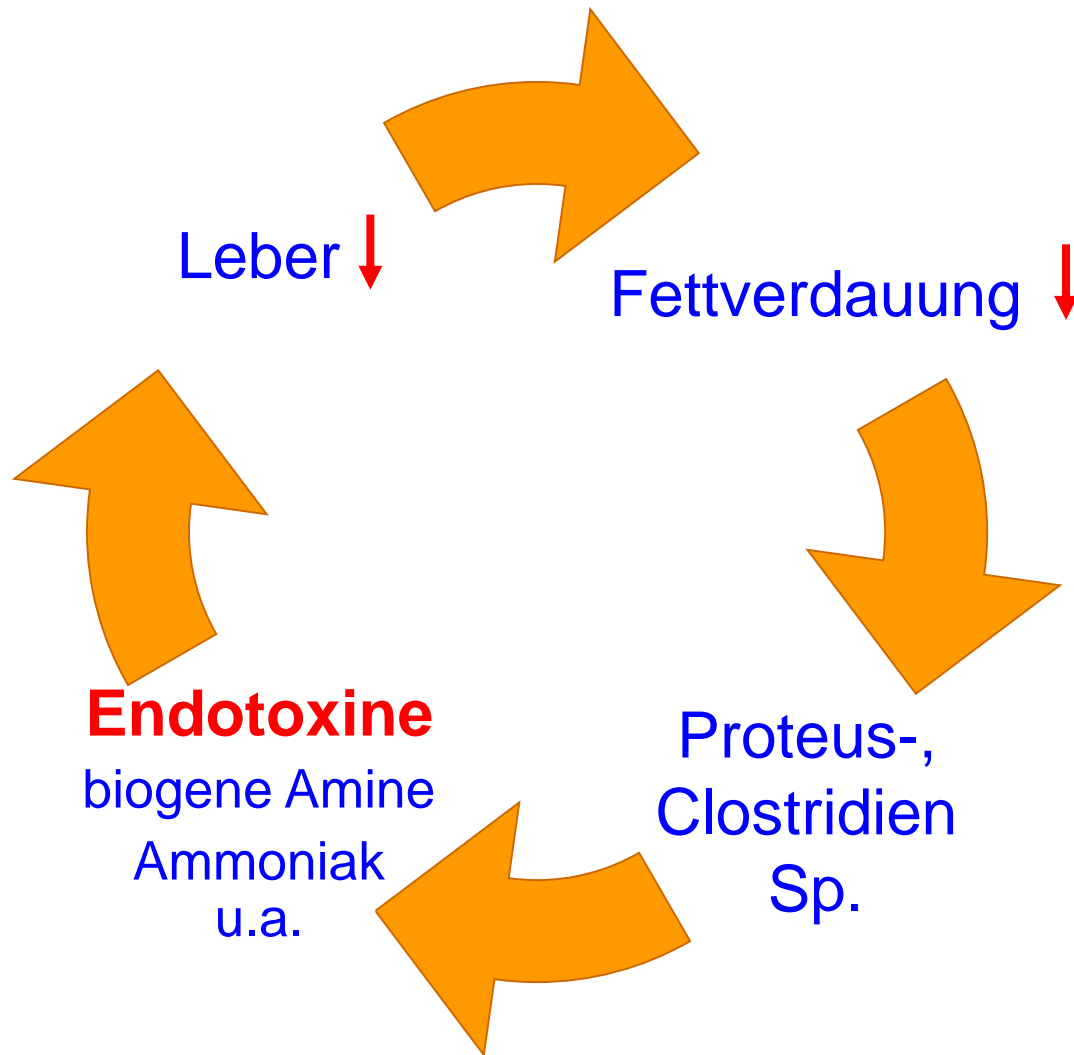 Leber
Fettverdauung
Proteus-,
Clostridien
Sp.
Endotoxine
biogene Amine
Ammoniak
u.a.